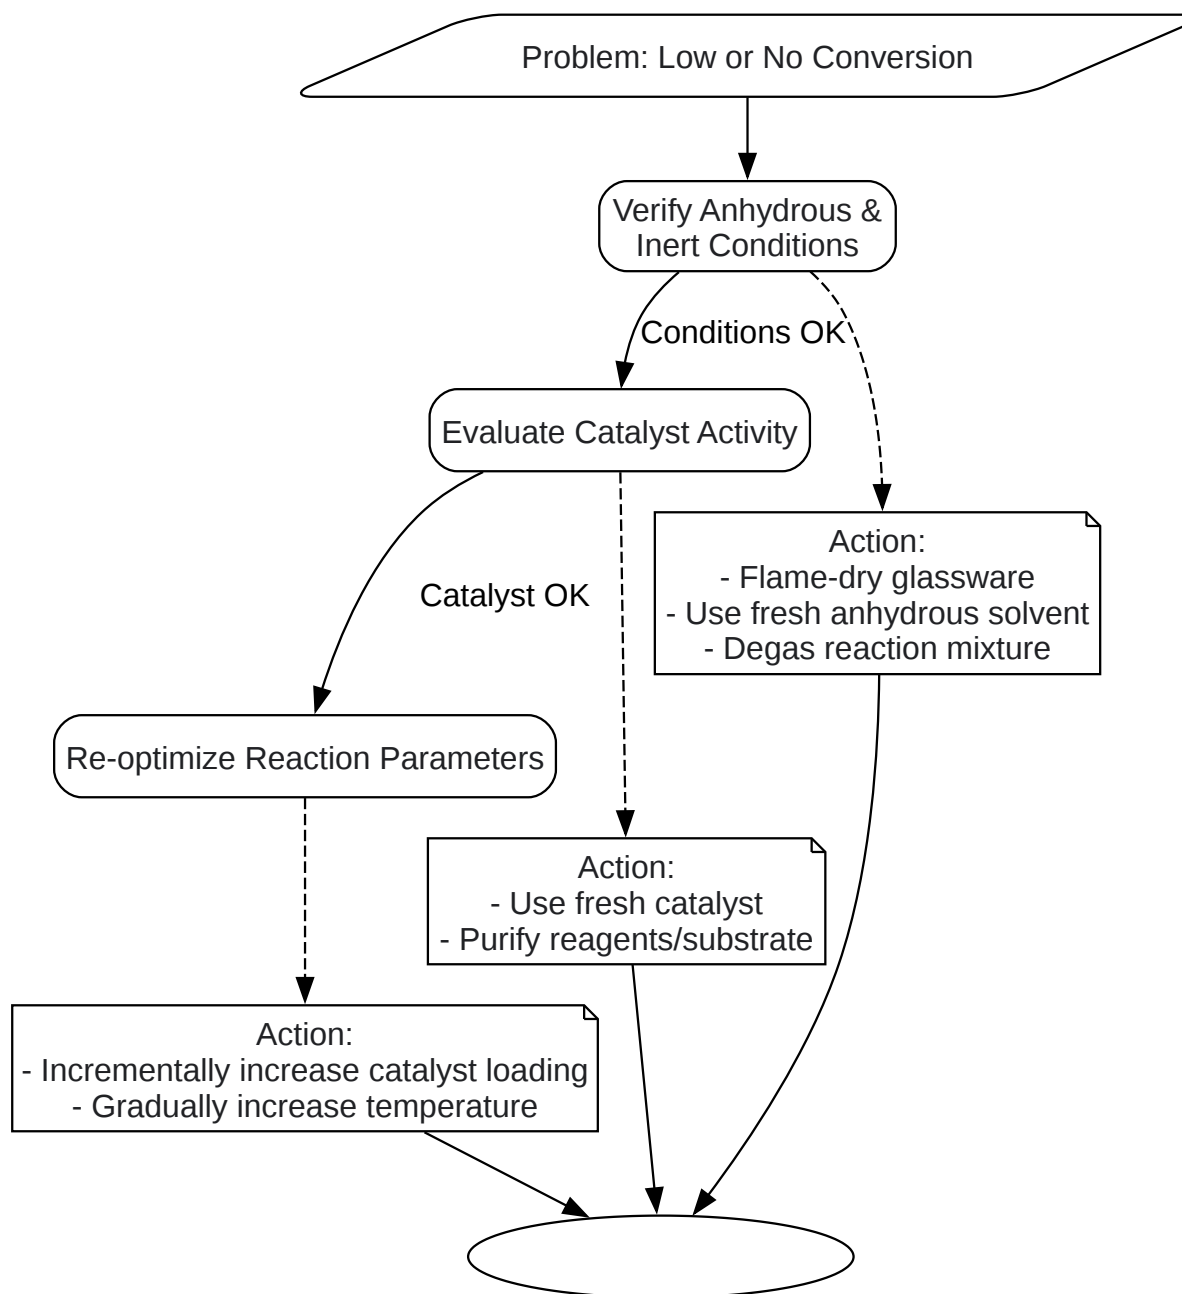 Problem: Low or No Conversion
Verify Anhydrous &
Inert Conditions
Conditions OK
Evaluate Catalyst Activity
Action:
- Flame-dry glassware
- Use fresh anhydrous solvent
- Degas reaction mixture
Catalyst OK
Re-optimize Reaction Parameters
Action:
- Use fresh catalyst
- Purify reagents/substrate
Action:
- Incrementally increase catalyst loading
- Gradually increase temperature